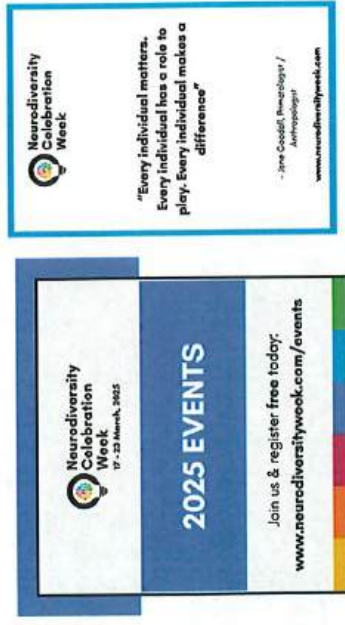 Neurodiversity
Celebration
Week
17 - 23 March, 2025
2025 EVENTS
Join us & register free today:
www.neurodiversityweek.com/events
Neurodiversity
Celebration
Week
"Every individual matters.
Every individual has a role to
play. Every individual makes a
difference"
- Jane Goodall, Primatologist /
Anthropologist
www.neurodiversityweek.com